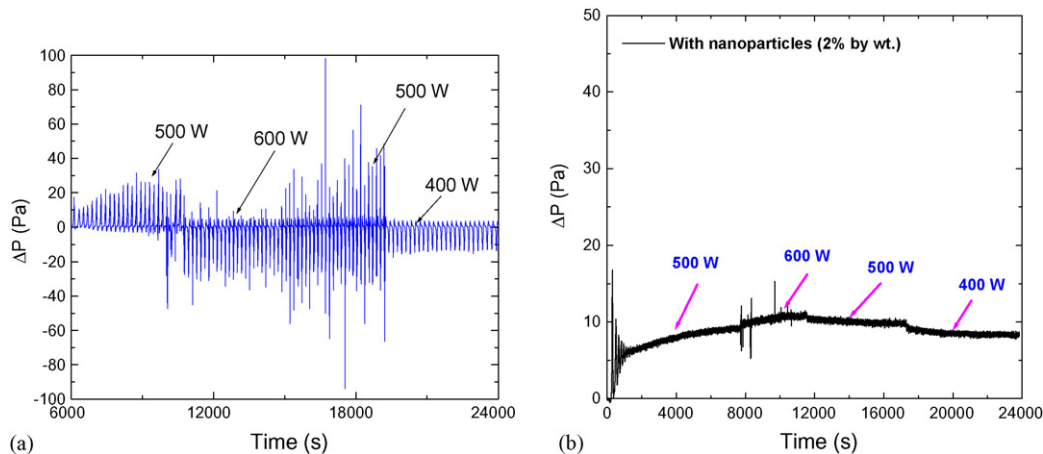 100
80
60
40
20
0
-20
-40
-60
-80
-100
ΔP (Pa)
500 W
600 W
500 W
400 W
6000
12000
18000
24000
Time (s)
(a)
50
40
30
20
10
0
ΔP (Pa)
With nanoparticles (2% by wt.)
500 W
600 W
500 W
400 W
0
4000
8000
12000
16000
20000
24000
Time (s)
(b)